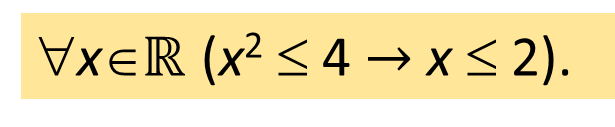 ∀x∈ℝ (x² ≤ 4 → x ≤ 2).